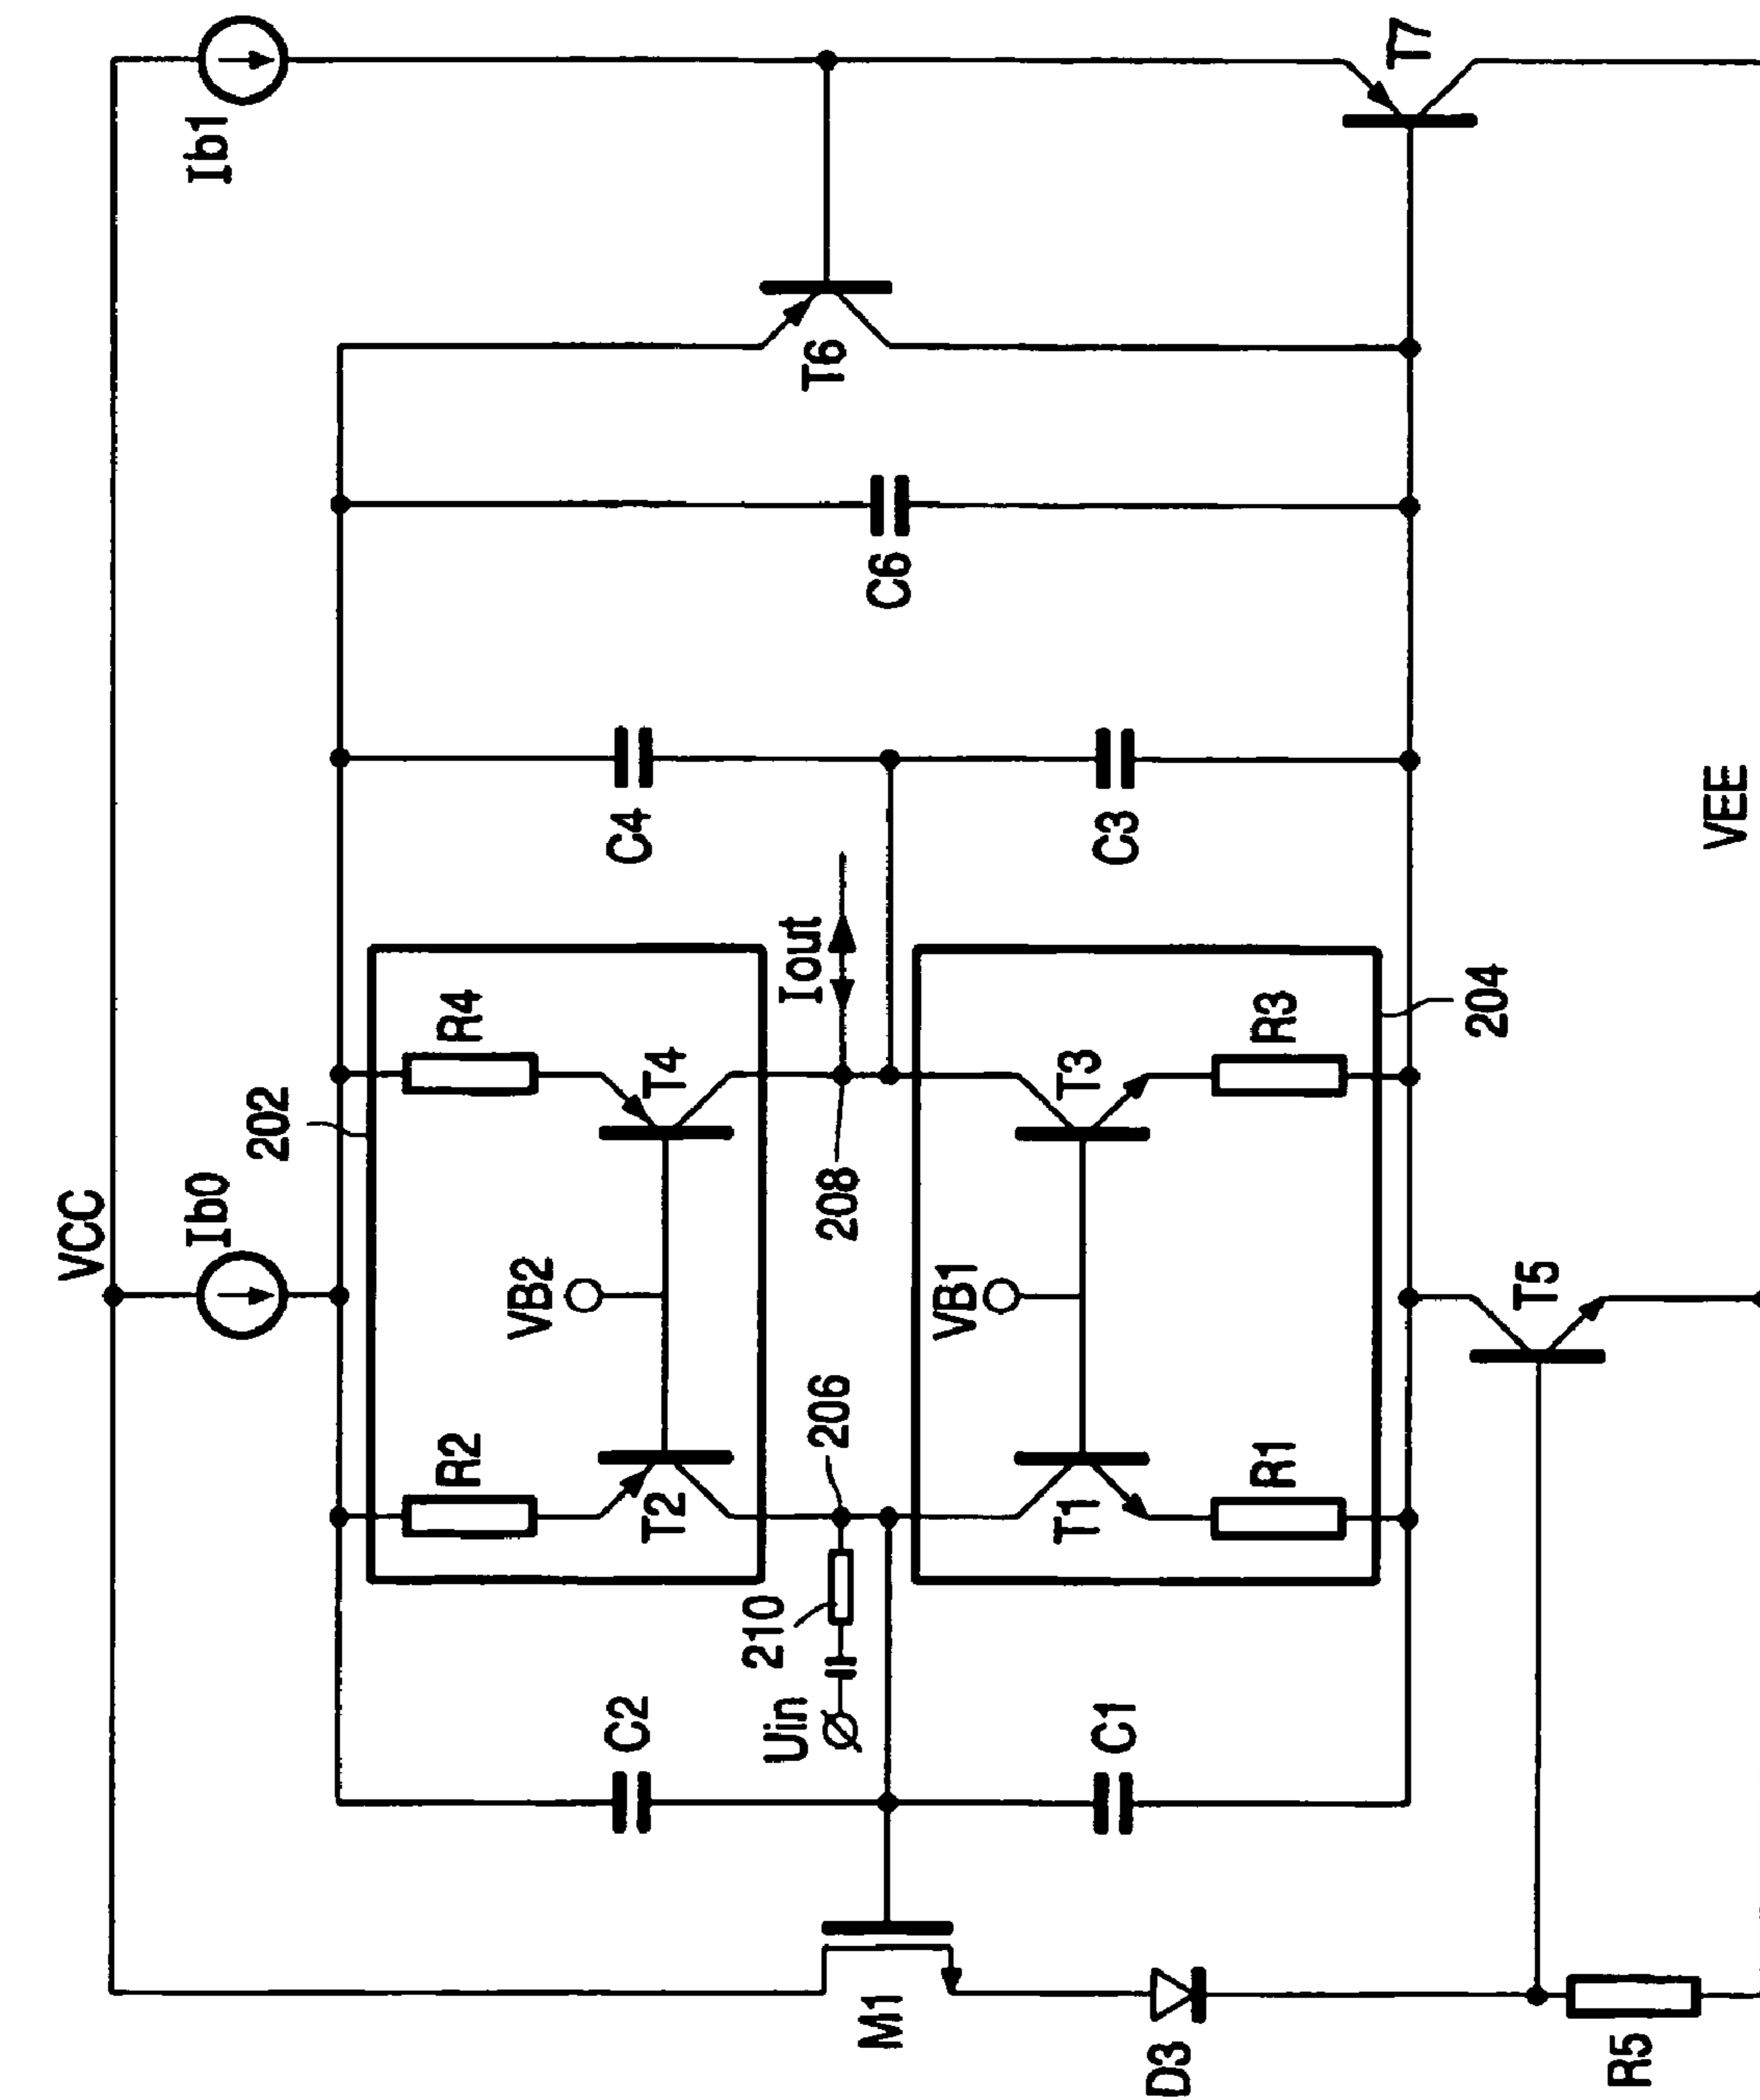 VCC
Ib0
Ib1
202
R2
R4
T2
T4
VB2
C2
C4
C6
T6
T7
Uin
210
206
208
Iout
M1
VB1
T1
T3
R1
R3
C1
C3
204
D3
T5
R5
VEE